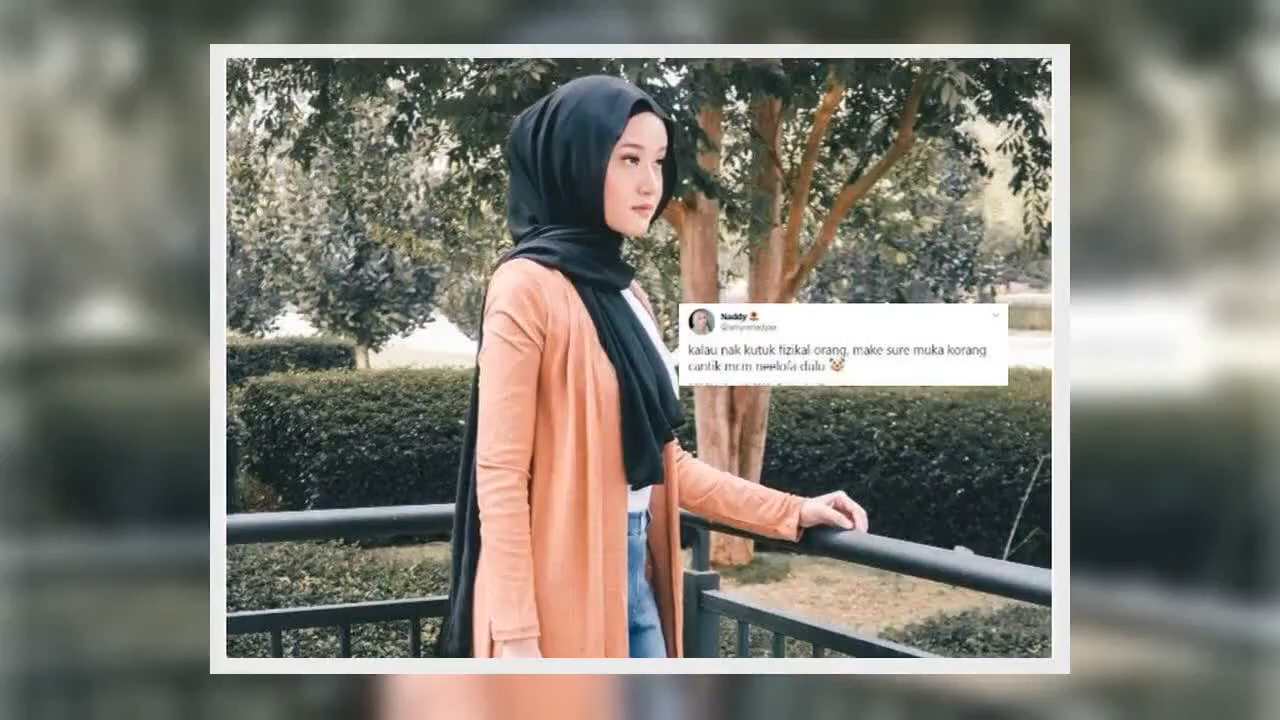 Naddy
kalau nak kutuk fizikal orang, make sure muka korang
cantik mcm neelofa dulu